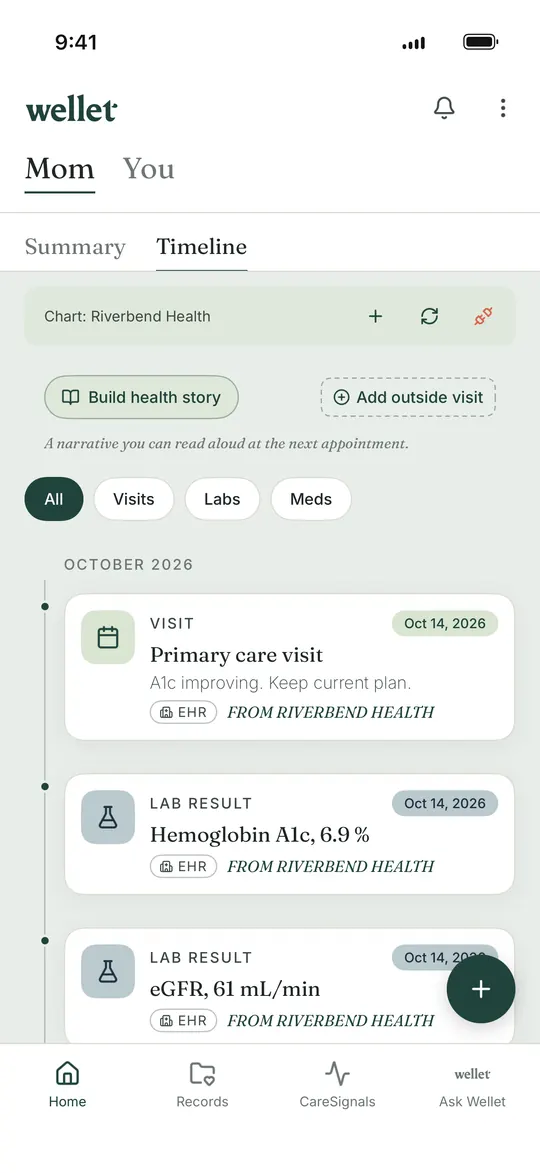 9:41
wellet
Mom You
Summary Timeline
Chart: Riverbend Health
Build health story Add outside visit
A narrative you can read aloud at the next appointment.
All Visits Labs Meds
OCTOBER 2026
VISIT Oct 14, 2026
Primary care visit
A1c improving. Keep current plan.
EHR FROM RIVERBEND HEALTH
LAB RESULT Oct 14, 2026
Hemoglobin A1c, 6.9 %
EHR FROM RIVERBEND HEALTH
LAB RESULT Oct 14, 2026
eGFR, 61 mL/min
EHR FROM RIVERBEND HEALTH
wellet
Home Records CareSignals Ask Wellet